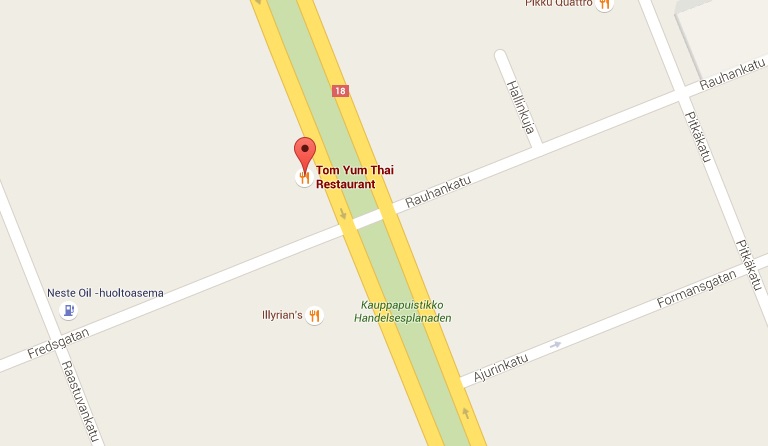 Pikku Quattro
Rauhankatu
18
Hallinkuja
Pitkäkatu
Tom Yum Thai
Restaurant
Rauhankatu
Pitkäkatu
Neste Oil -huoltoasema
Formansgatan
Illyrian's
Kauppapuistikko
Handelsesplanaden
Fredsgatan
Ajurinkatu
Raastuvankatu